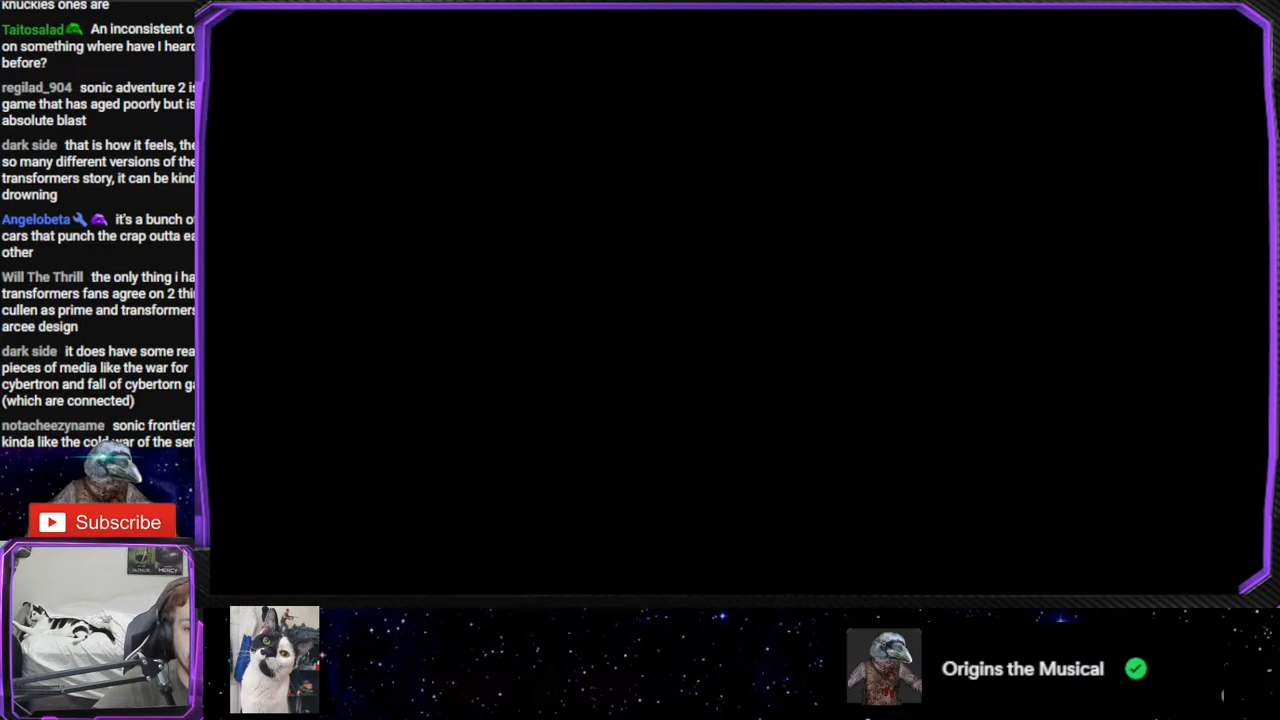 knuckies ones are
Taitosalad An inconsistent o
on something where have I heard
before?
regilad_904 sonic adventure 2 is
game that has aged poorly but is
absolute blast
dark side that is how it feels, the
so many different versions of the
transformers story, it can be kind
drowning
Angelobeta it's a bunch of
cars that punch the crap outta ea
other
Will The Thrill the only thing i ha
transformers fans agree on 2 thi
cullen as prime and transformers
arcee design
dark side it does have some rea
pieces of media like the war for
cybertron and fall of cybertorn ga
(which are connected)
notacheezyname sonic frontiers
kinda like the cold war of the ser
Subscribe
HONOR MERCY
Origins the Musical